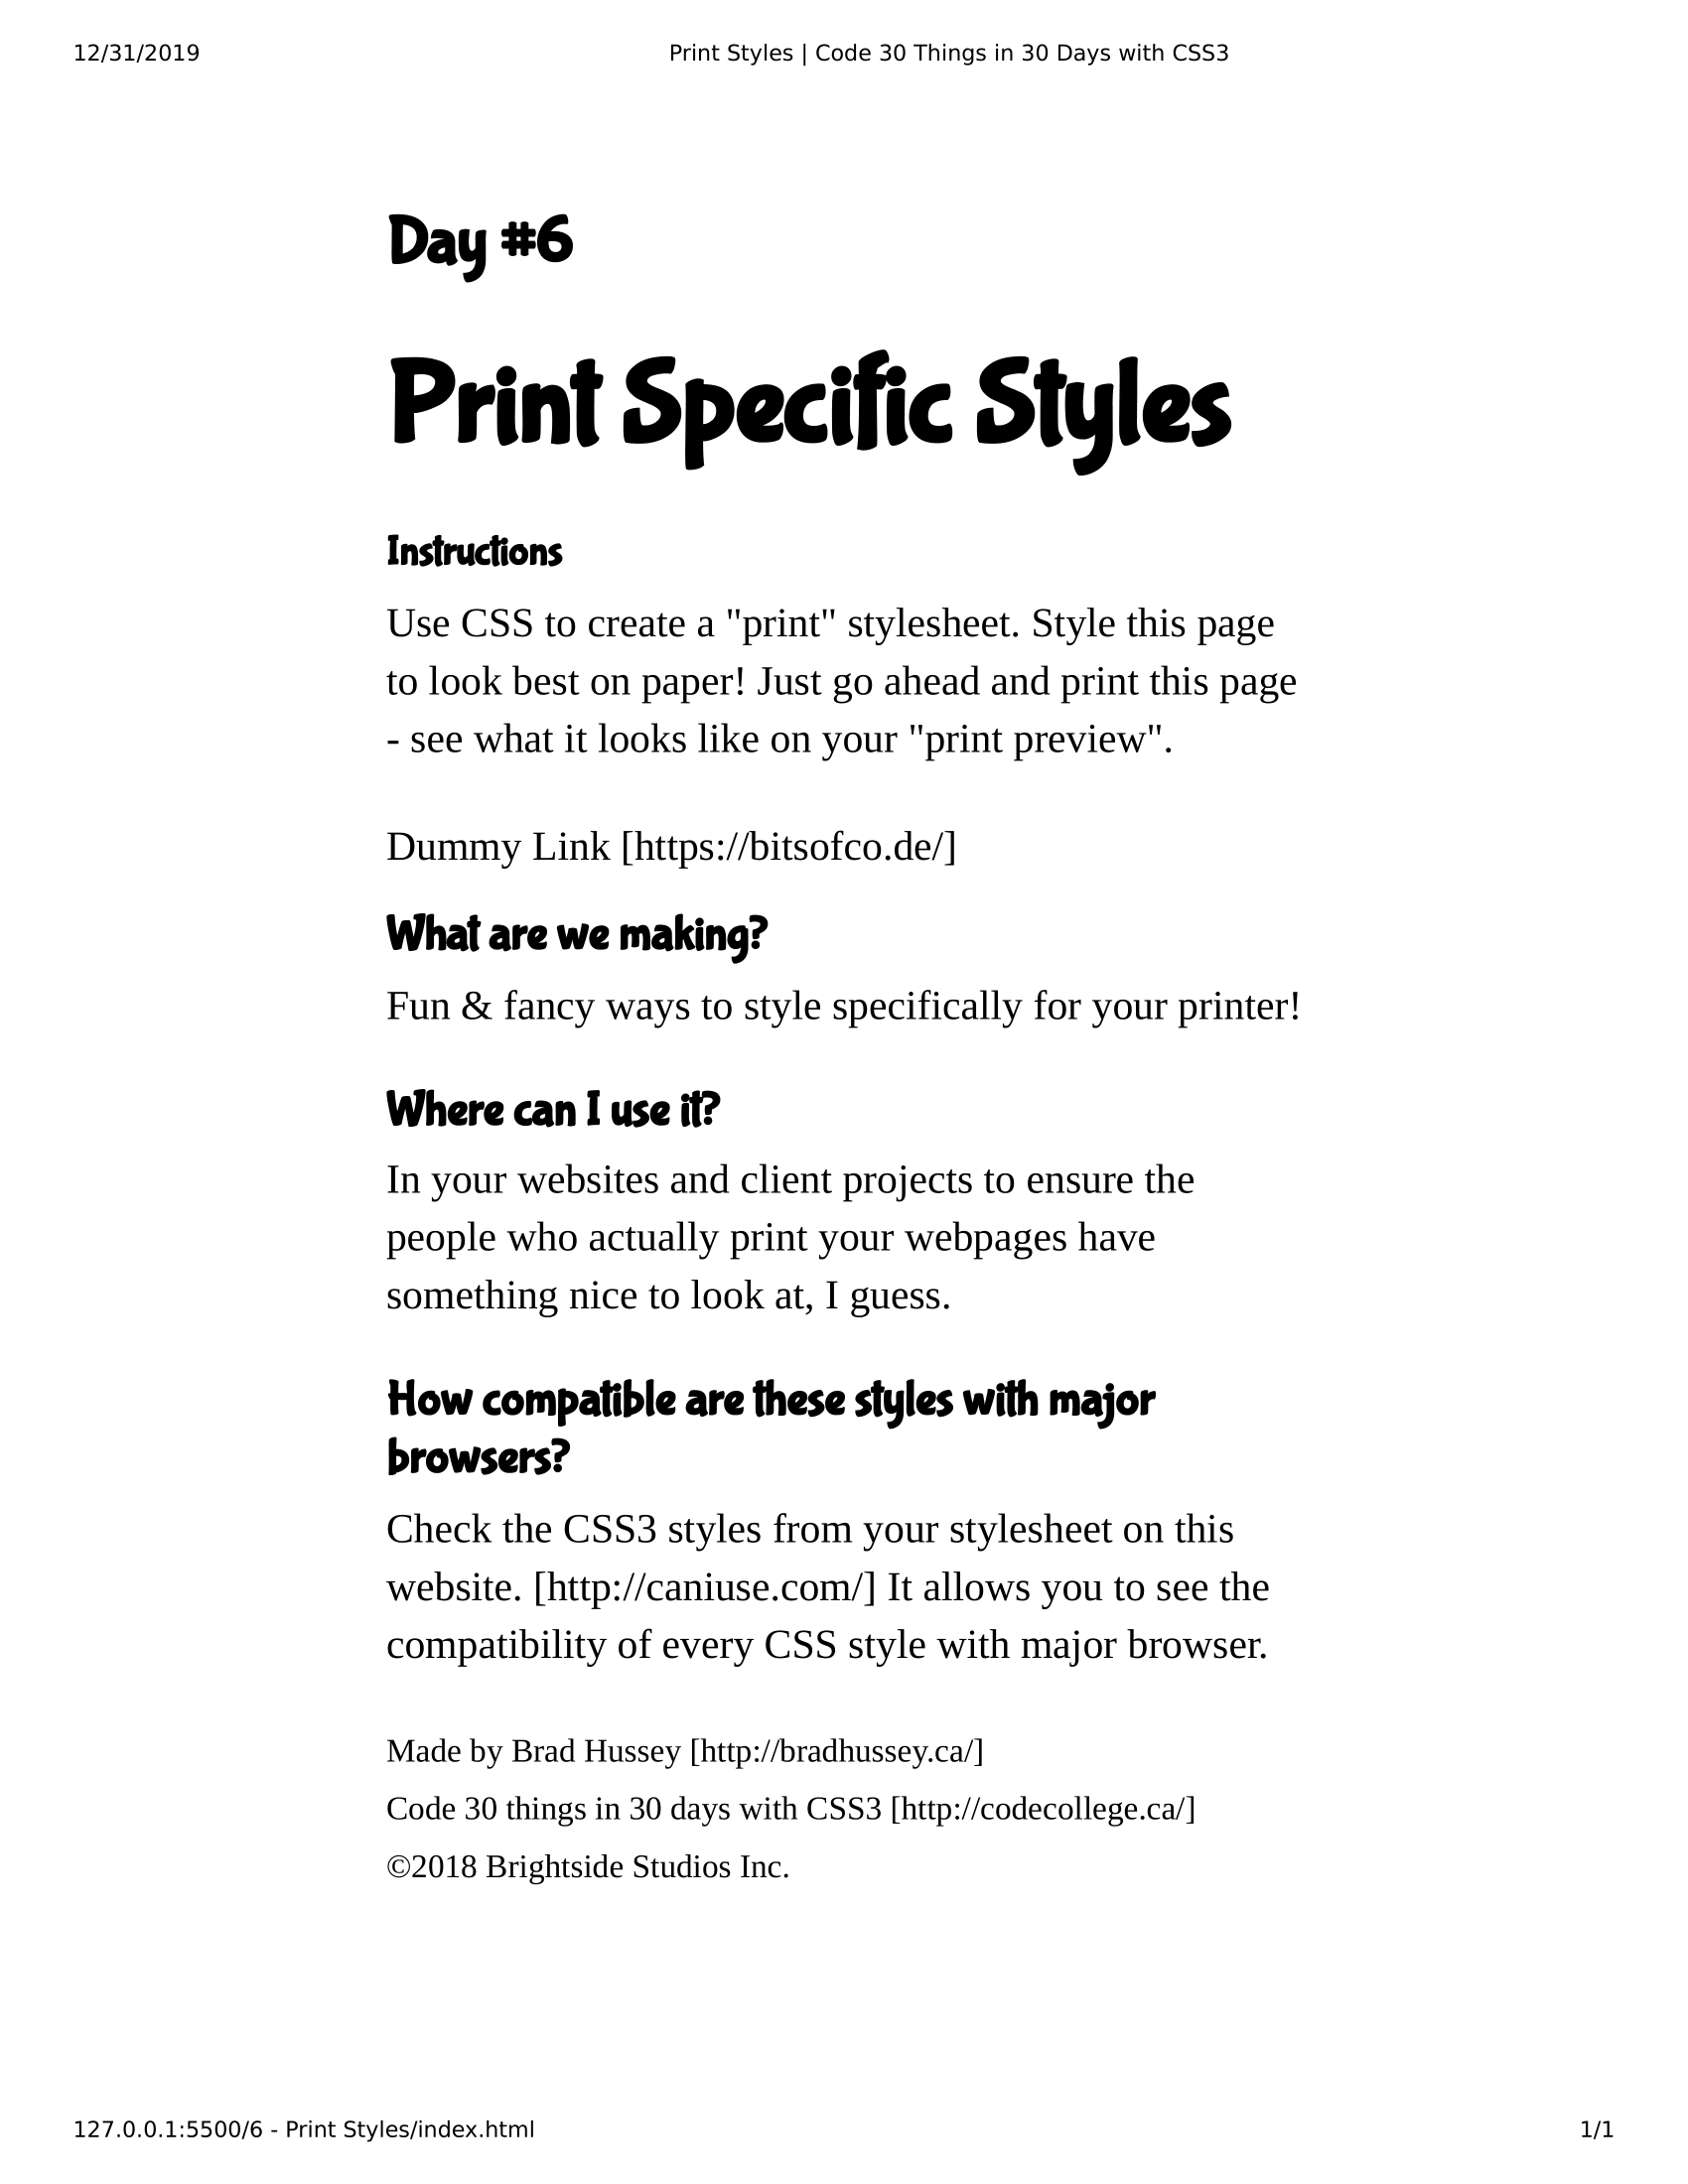 12/31/2019 Print Styles | Code 30 Things in 30 Days with CSS3
Day #6
Print Specific Styles
Instructions
Use CSS to create a "print" stylesheet. Style this page
to look best on paper! Just go ahead and print this page
- see what it looks like on your "print preview".
Dummy Link [https://bitsofco.de/]
What are we making?
Fun & fancy ways to style specifically for your printer!
Where can I use it?
In your websites and client projects to ensure the
people who actually print your webpages have
something nice to look at, I guess.
How compatible are these styles with major
browsers?
Check the CSS3 styles from your stylesheet on this
website. [http://caniuse.com/] It allows you to see the
compatibility of every CSS style with major browser.
Made by Brad Hussey [http://bradhussey.ca/]
Code 30 things in 30 days with CSS3 [http://codecollege.ca/]
©2018 Brightside Studios Inc.
127.0.0.1:5500/6 - Print Styles/index.html 1/1